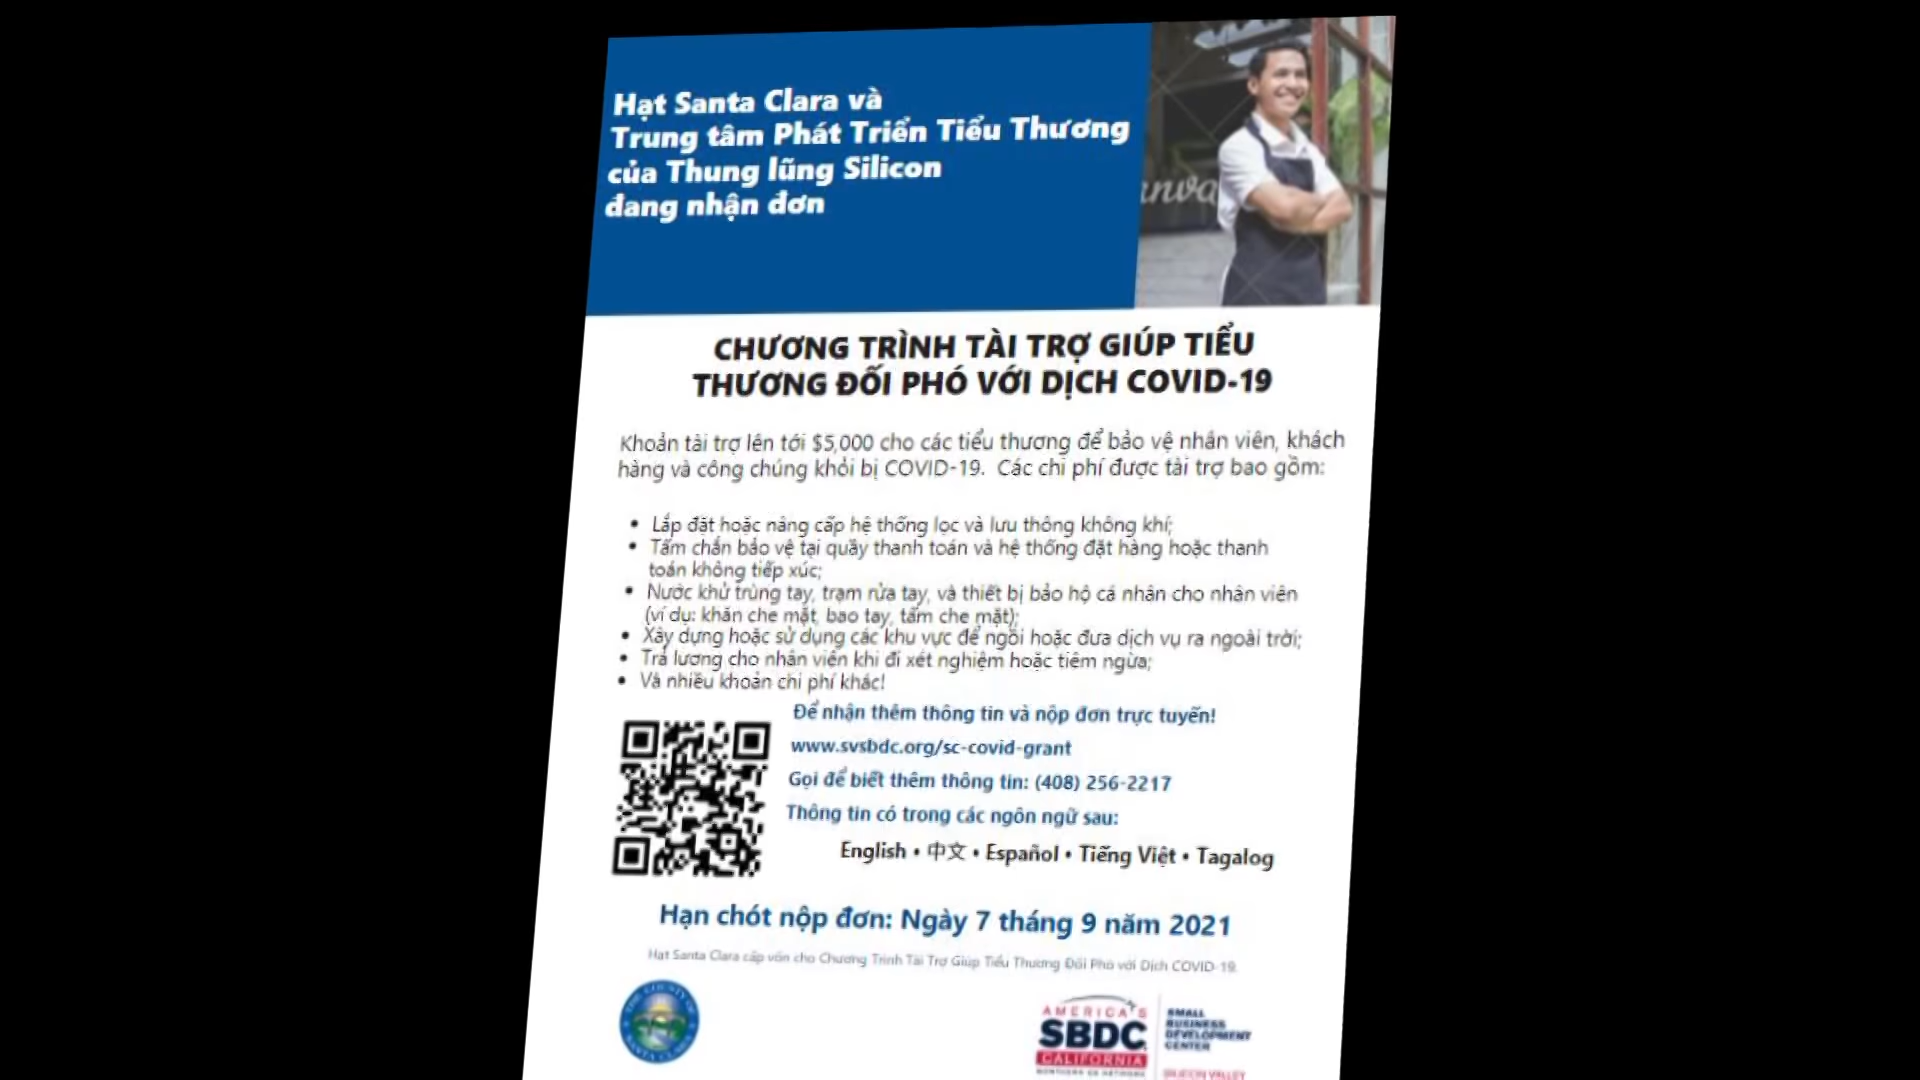 Hạt Santa Clara và
Trung tâm Phát Triển Tiểu Thương
của Thung lũng Silicon
đang nhận đơn
CHƯƠNG TRÌNH TÀI TRỢ GIÚP TIỂU
THƯƠNG ĐỐI PHÓ VỚI DỊCH COVID-19
Khoản tài trợ lên tới $5,000 cho các tiểu thương để bảo vệ nhân viên, khách
hàng và công chúng khỏi bị COVID-19. Các chi phí được tài trợ bao gồm:
• Lắp đặt hoặc nâng cấp hệ thống lọc và lưu thông không khí;
• Tấm chắn bảo vệ tại quầy thanh toán và hệ thống đặt hàng hoặc thanh
toán không tiếp xúc;
• Nước khử trùng tay, trạm rửa tay, và thiết bị bảo hộ cá nhân cho nhân viên
(ví dụ: khăn che mặt, bao tay, tấm che mặt);
• Xây dựng hoặc sử dụng các khu vực để ngồi hoặc đưa dịch vụ ra ngoài trời;
• Trả lương cho nhân viên khi đi xét nghiệm hoặc tiêm ngừa;
• Và nhiều khoản chi phí khác!
Để nhận thêm thông tin và nộp đơn trực tuyến!
www.svsbdc.org/sc-covid-grant
Gọi để biết thêm thông tin: (408) 256-2217
Thông tin có trong các ngôn ngữ sau:
English • 中文 • Español • Tiếng Việt • Tagalog
Hạn chót nộp đơn: Ngày 7 tháng 9 năm 2021
Hạt Santa Clara cấp vốn cho Chương Trình Tài Trợ Giúp Tiểu Thương Đối Phó với Dịch COVID-19.
THE COUNTY OF
SANTA CLARA
AMERICA'S
SBDC
CALIFORNIA
NORTHERN CA NETWORK
SMALL
BUSINESS
DEVELOPMENT
CENTER
SILICON VALLEY